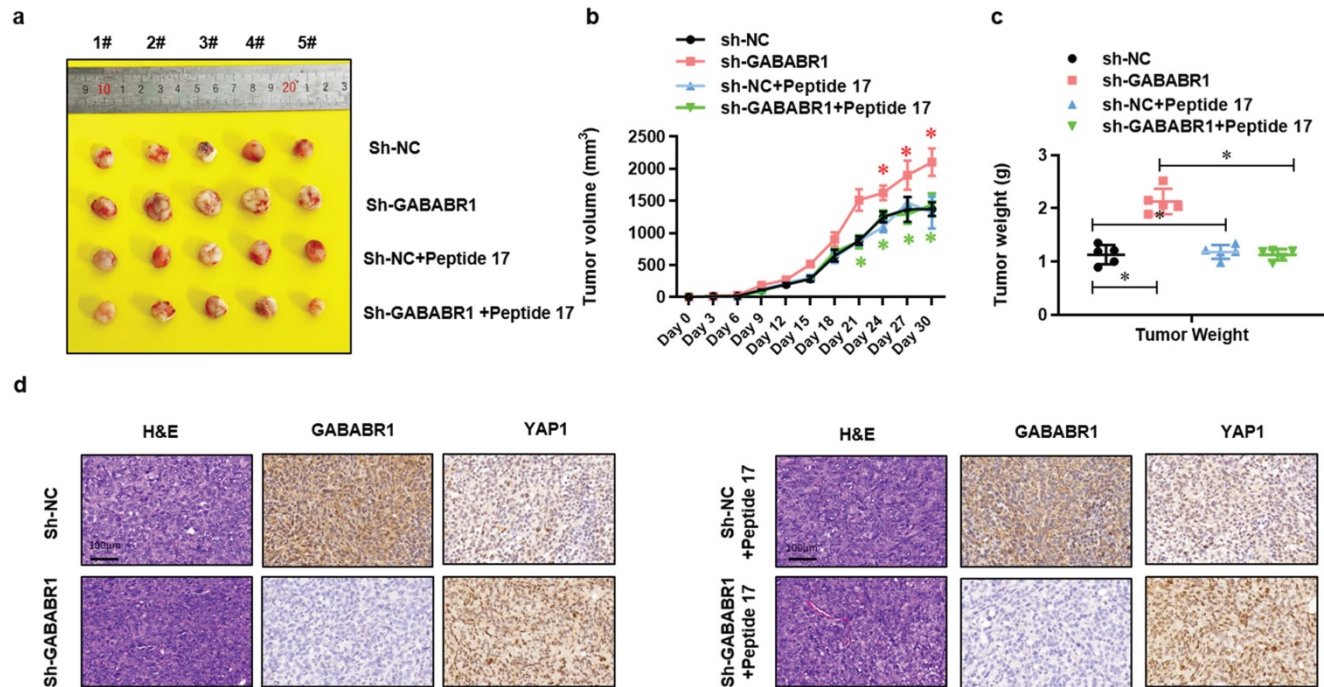 a
1# 2# 3# 4# 5#
9 10 1 2 3 4 5 6 7 8 9 20 1 2 3
Sh-NC
Sh-GABABR1
Sh-NC+Peptide 17
Sh-GABABR1 +Peptide 17
b
sh-NC
sh-GABABR1
sh-NC+Peptide 17
sh-GABABR1+Peptide 17
Tumor volume (mm³)
2500
2000
1500
1000
500
0
Day 0 Day 3 Day 6 Day 9 Day 12 Day 15 Day 18 Day 21 Day 24 Day 27 Day 30
* * *
* * * *
c
sh-NC
sh-GABABR1
sh-NC+Peptide 17
sh-GABABR1+Peptide 17
Tumor weight (g)
3
2
1
0
*
*
*
Tumor Weight
d
H&E GABABR1 YAP1
Sh-NC
100μm
Sh-GABABR1
H&E GABABR1 YAP1
Sh-NC
+Peptide 17
Sh-GABABR1
+Peptide 17